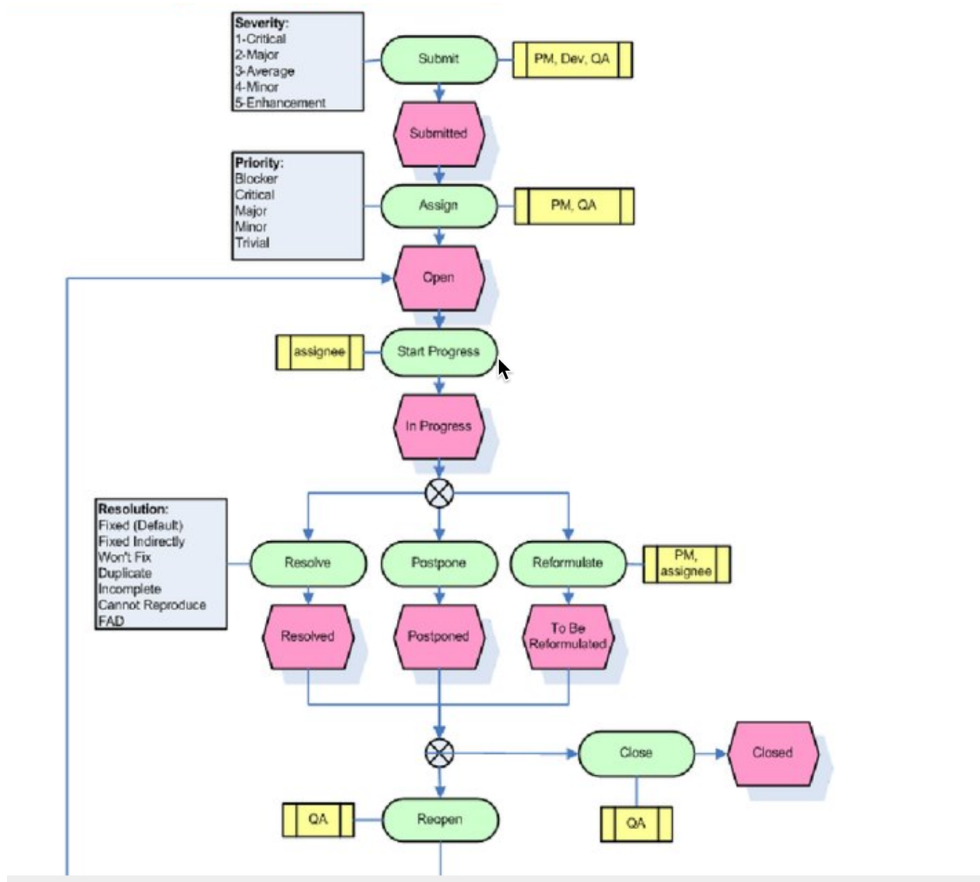 Severity:
1-Critical
2-Major
3-Average
4-Minor
5-Enhancement
Submit
PM, Dev, QA
Submitted
Priority:
Blocker
Critical
Major
Minor
Trivial
Assign
PM, QA
Open
assignee
Start Progress
In Progress
Resolution:
Fixed (Default)
Fixed Indirectly
Won't Fix
Duplicate
Incomplete
Cannot Reproduce
FAD
Resolve
Postpone
Reformulate
PM,
assignee
Resolved
Postponed
To Be
Reformulated
Close
Closed
QA
Reopen
QA